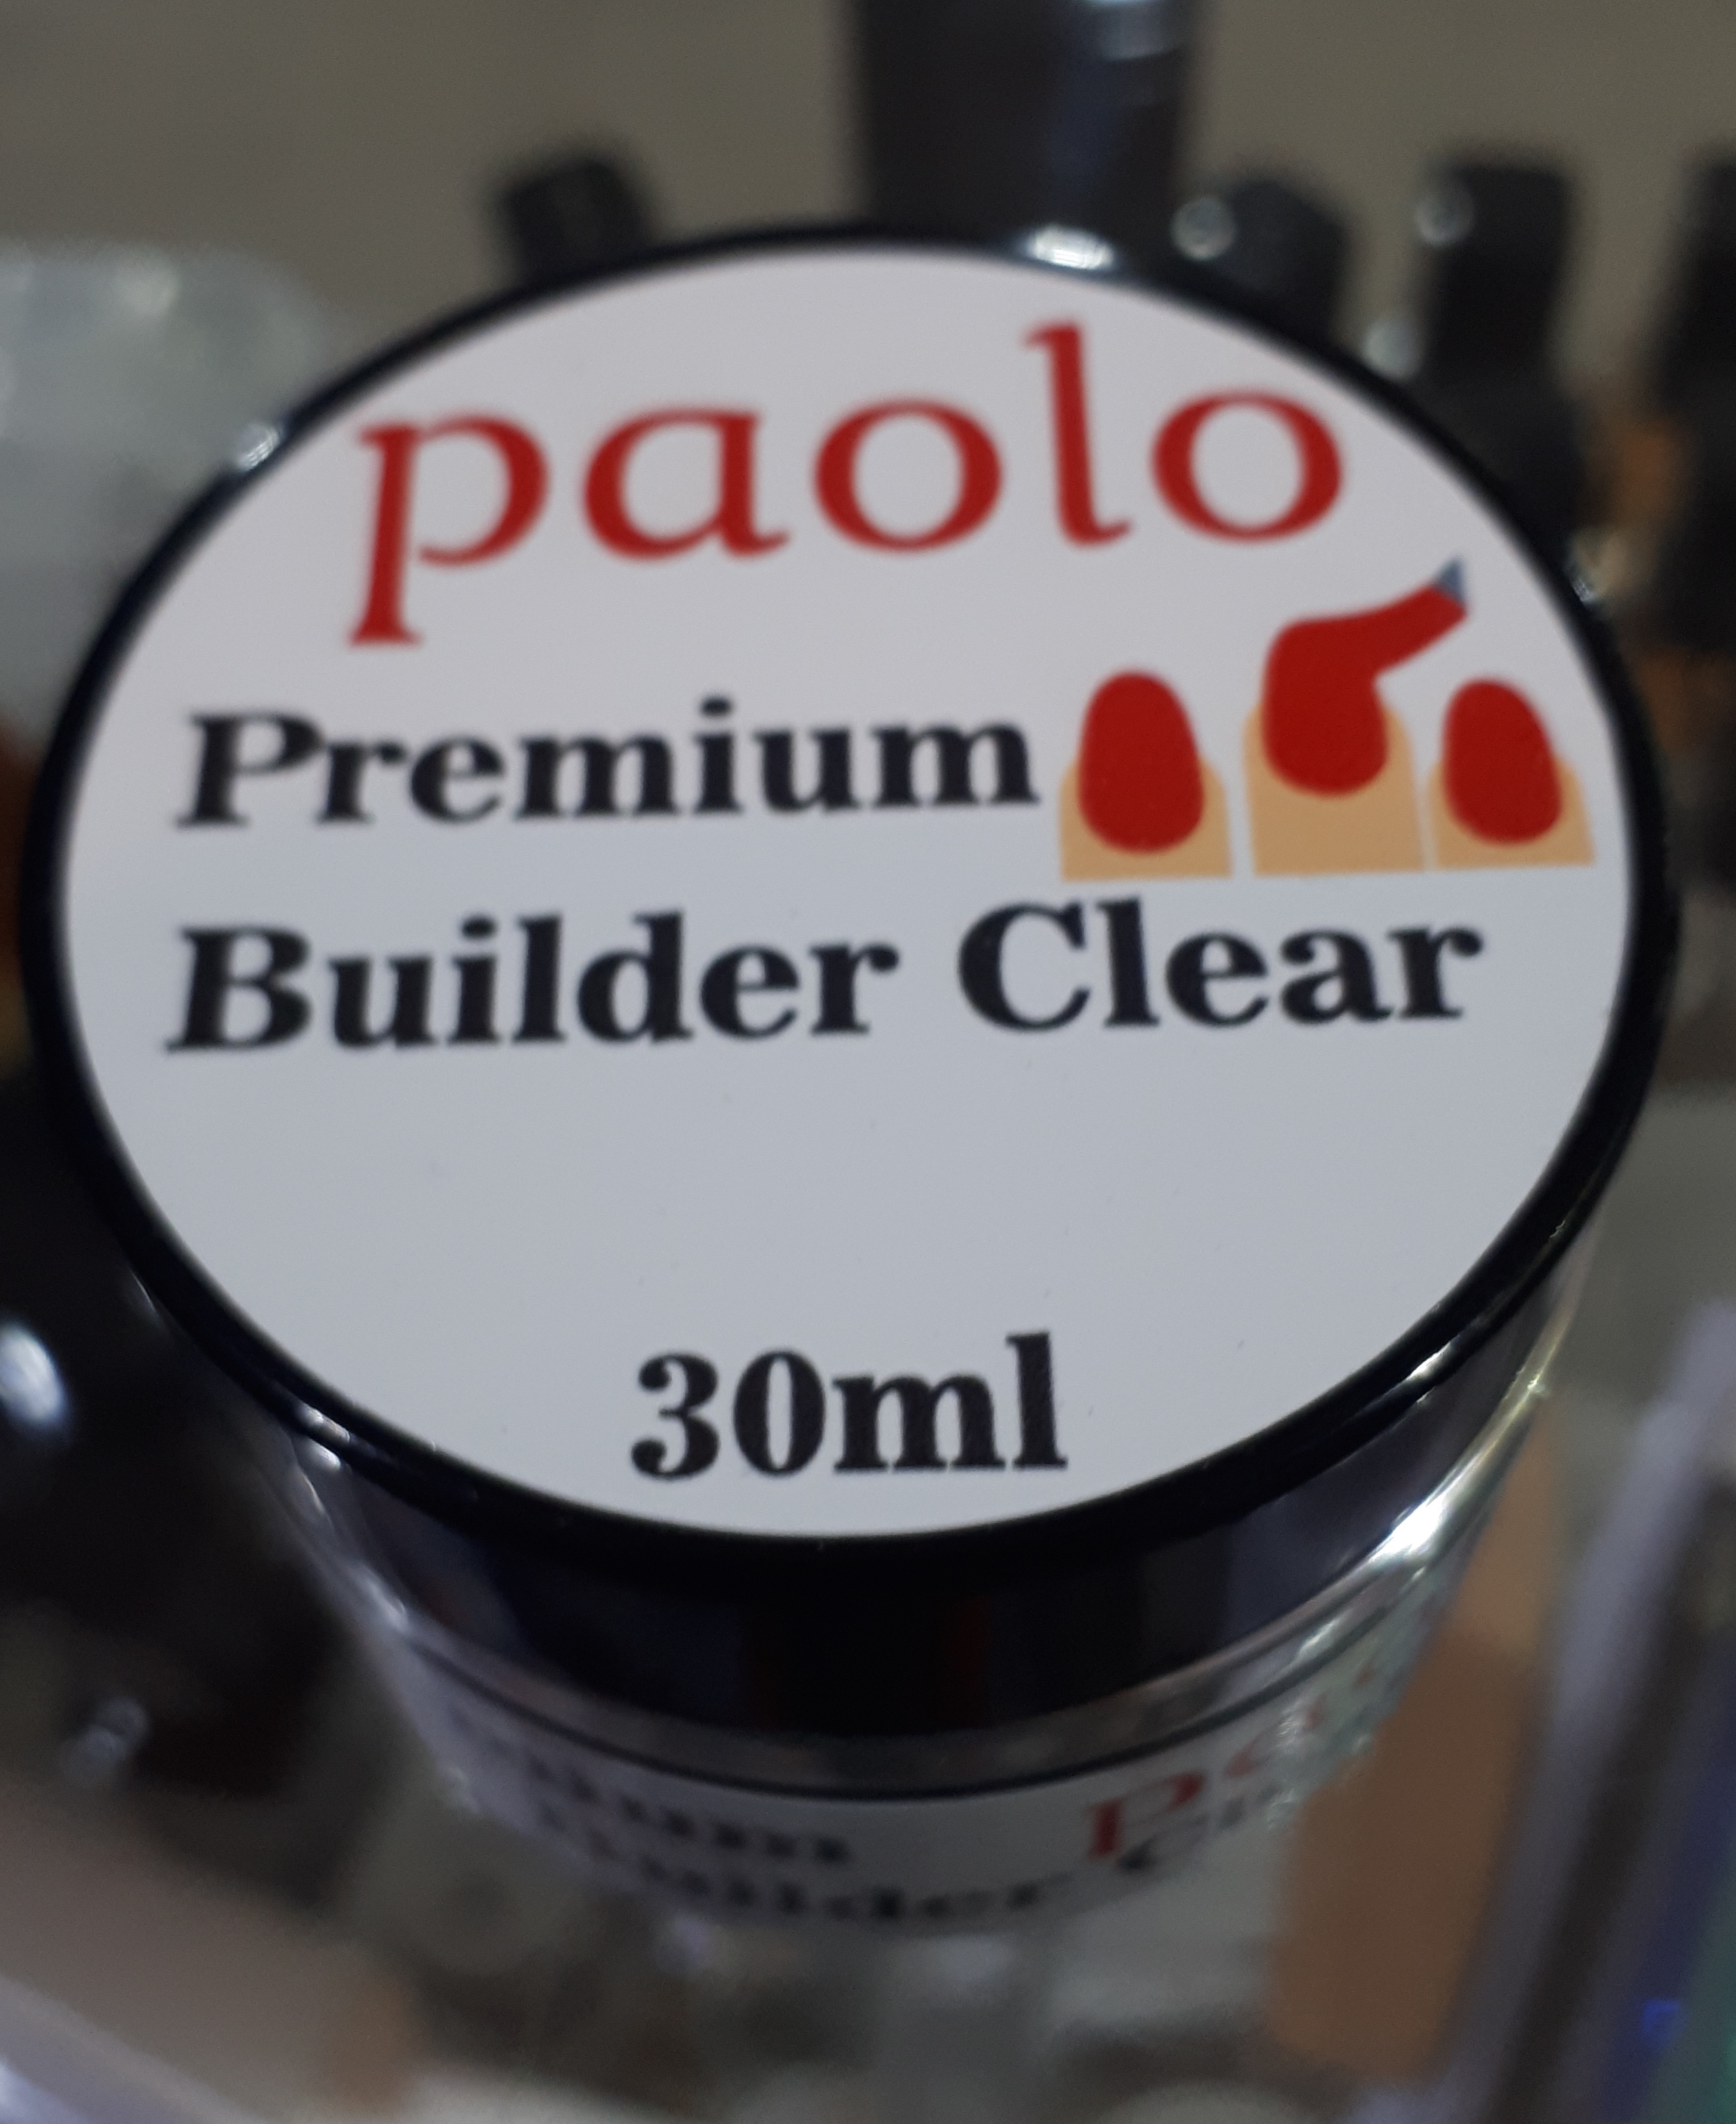 paolo
Premium
Builder Clear
30ml